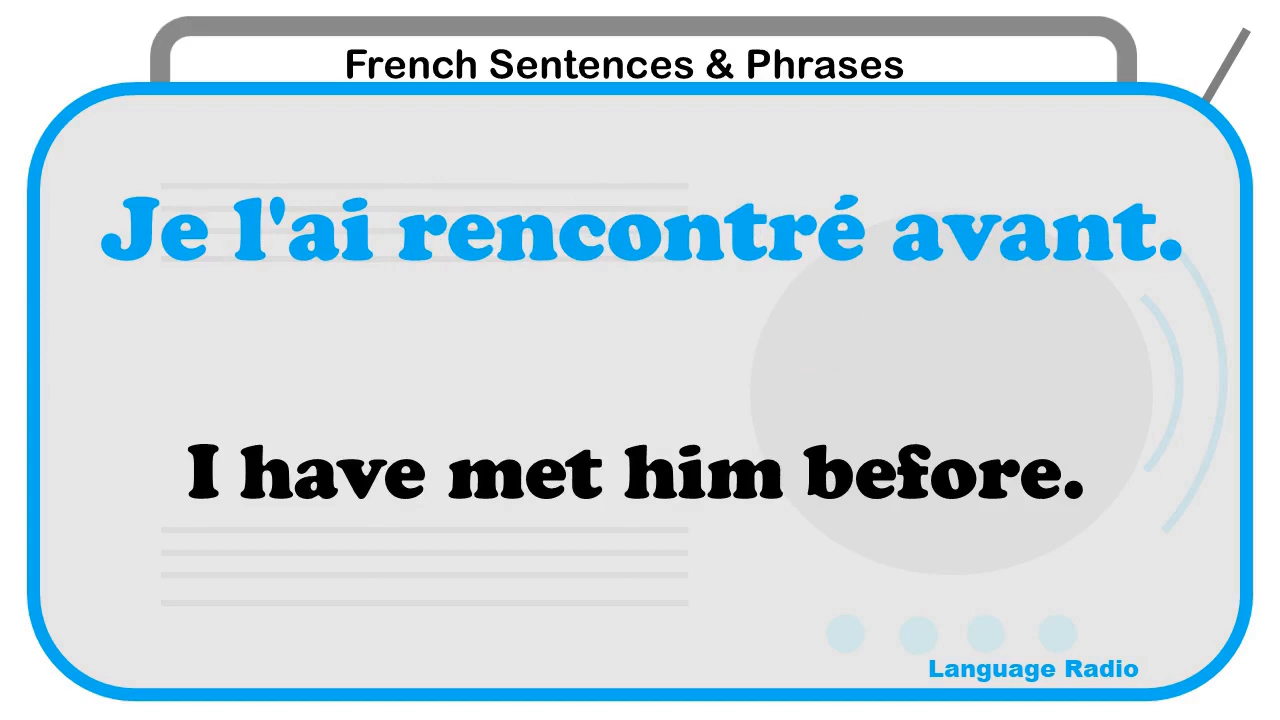 French Sentences & Phrases
Je l'ai rencontré avant.
I have met him before.
Language Radio